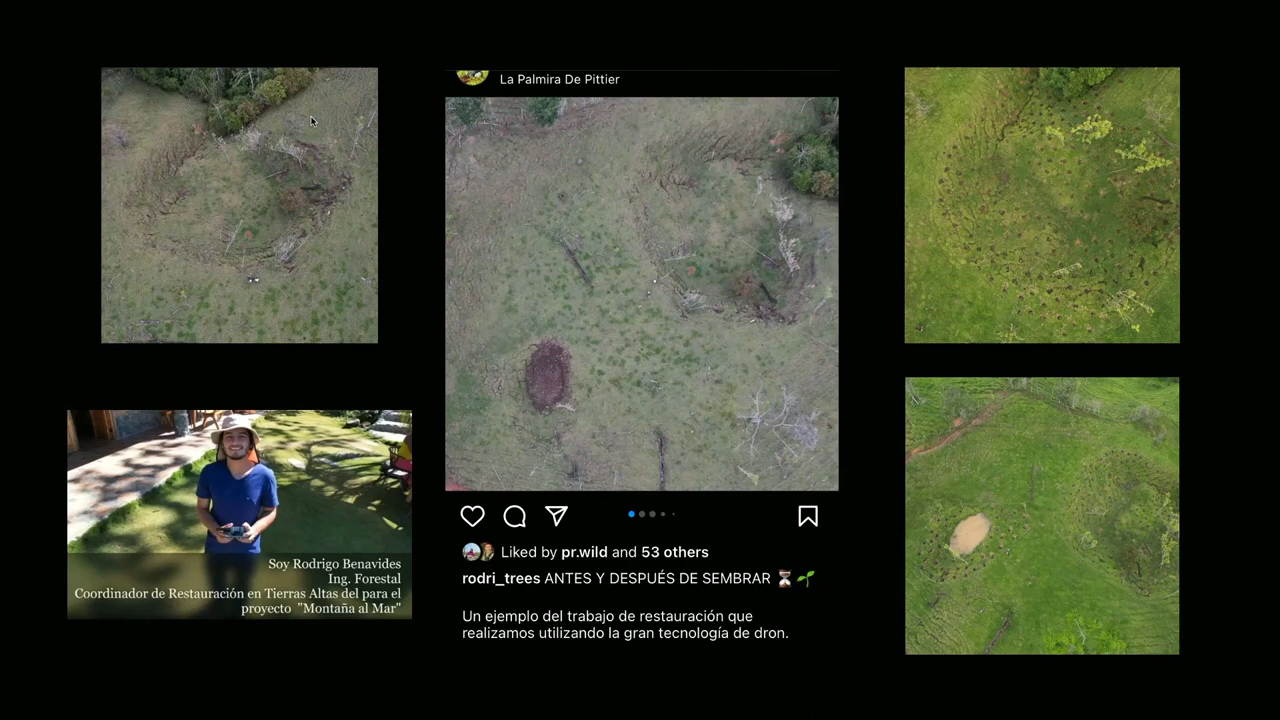 La Palmira De Pittier
Liked by pr.wild and 53 others
rodri_trees ANTES Y DESPUÉS DE SEMBRAR ⏳🌱
Un ejemplo del trabajo de restauración que
realizamos utilizando la gran tecnología de dron.
Soy Rodrigo Benavides
Ing. Forestal
Coordinador de Restauración en Tierras Altas del para el
proyecto "Montaña al Mar"